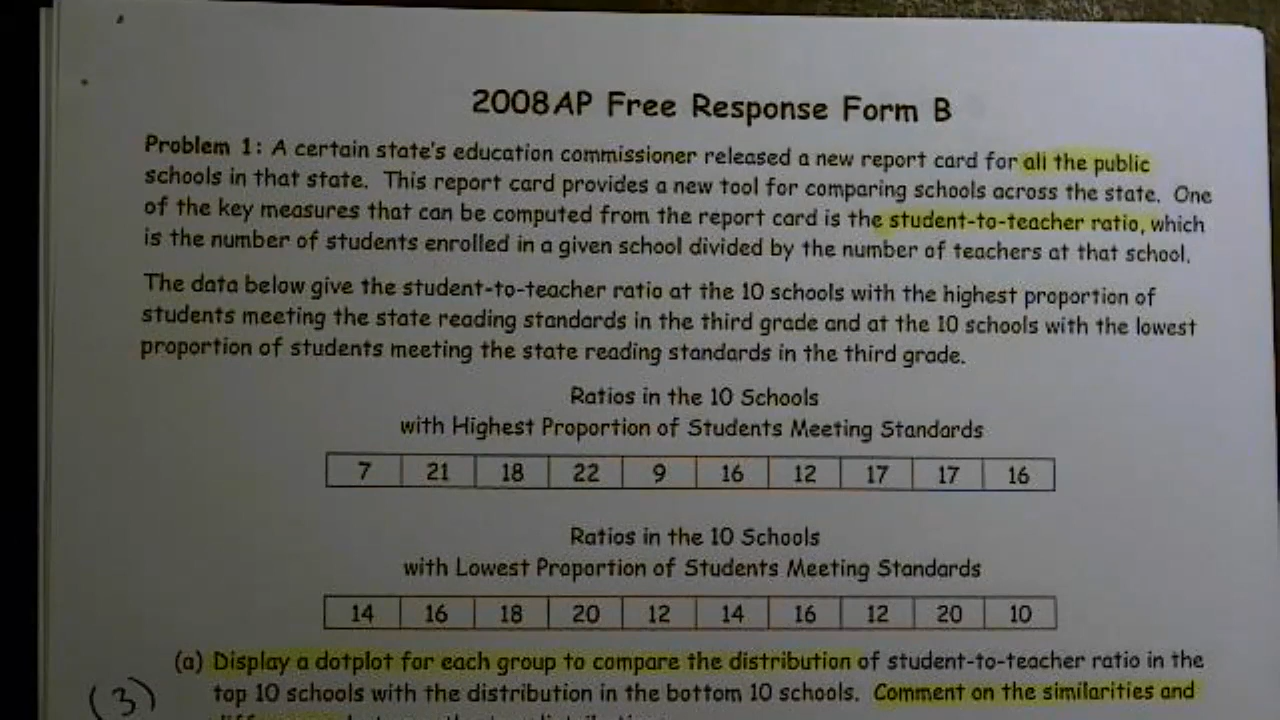 2008AP Free Response Form B
Problem 1: A certain state's education commissioner released a new report card for all the public
schools in that state. This report card provides a new tool for comparing schools across the state. One
of the key measures that can be computed from the report card is the student-to-teacher ratio, which
is the number of students enrolled in a given school divided by the number of teachers at that school.
The data below give the student-to-teacher ratio at the 10 schools with the highest proportion of
students meeting the state reading standards in the third grade and at the 10 schools with the lowest
proportion of students meeting the state reading standards in the third grade.
Ratios in the 10 Schools
with Highest Proportion of Students Meeting Standards
7 21 18 22 9 16 12 17 17 16
Ratios in the 10 Schools
with Lowest Proportion of Students Meeting Standards
14 16 18 20 12 14 16 12 20 10
(a) Display a dotplot for each group to compare the distribution of student-to-teacher ratio in the
(3) top 10 schools with the distribution in the bottom 10 schools. Comment on the similarities and